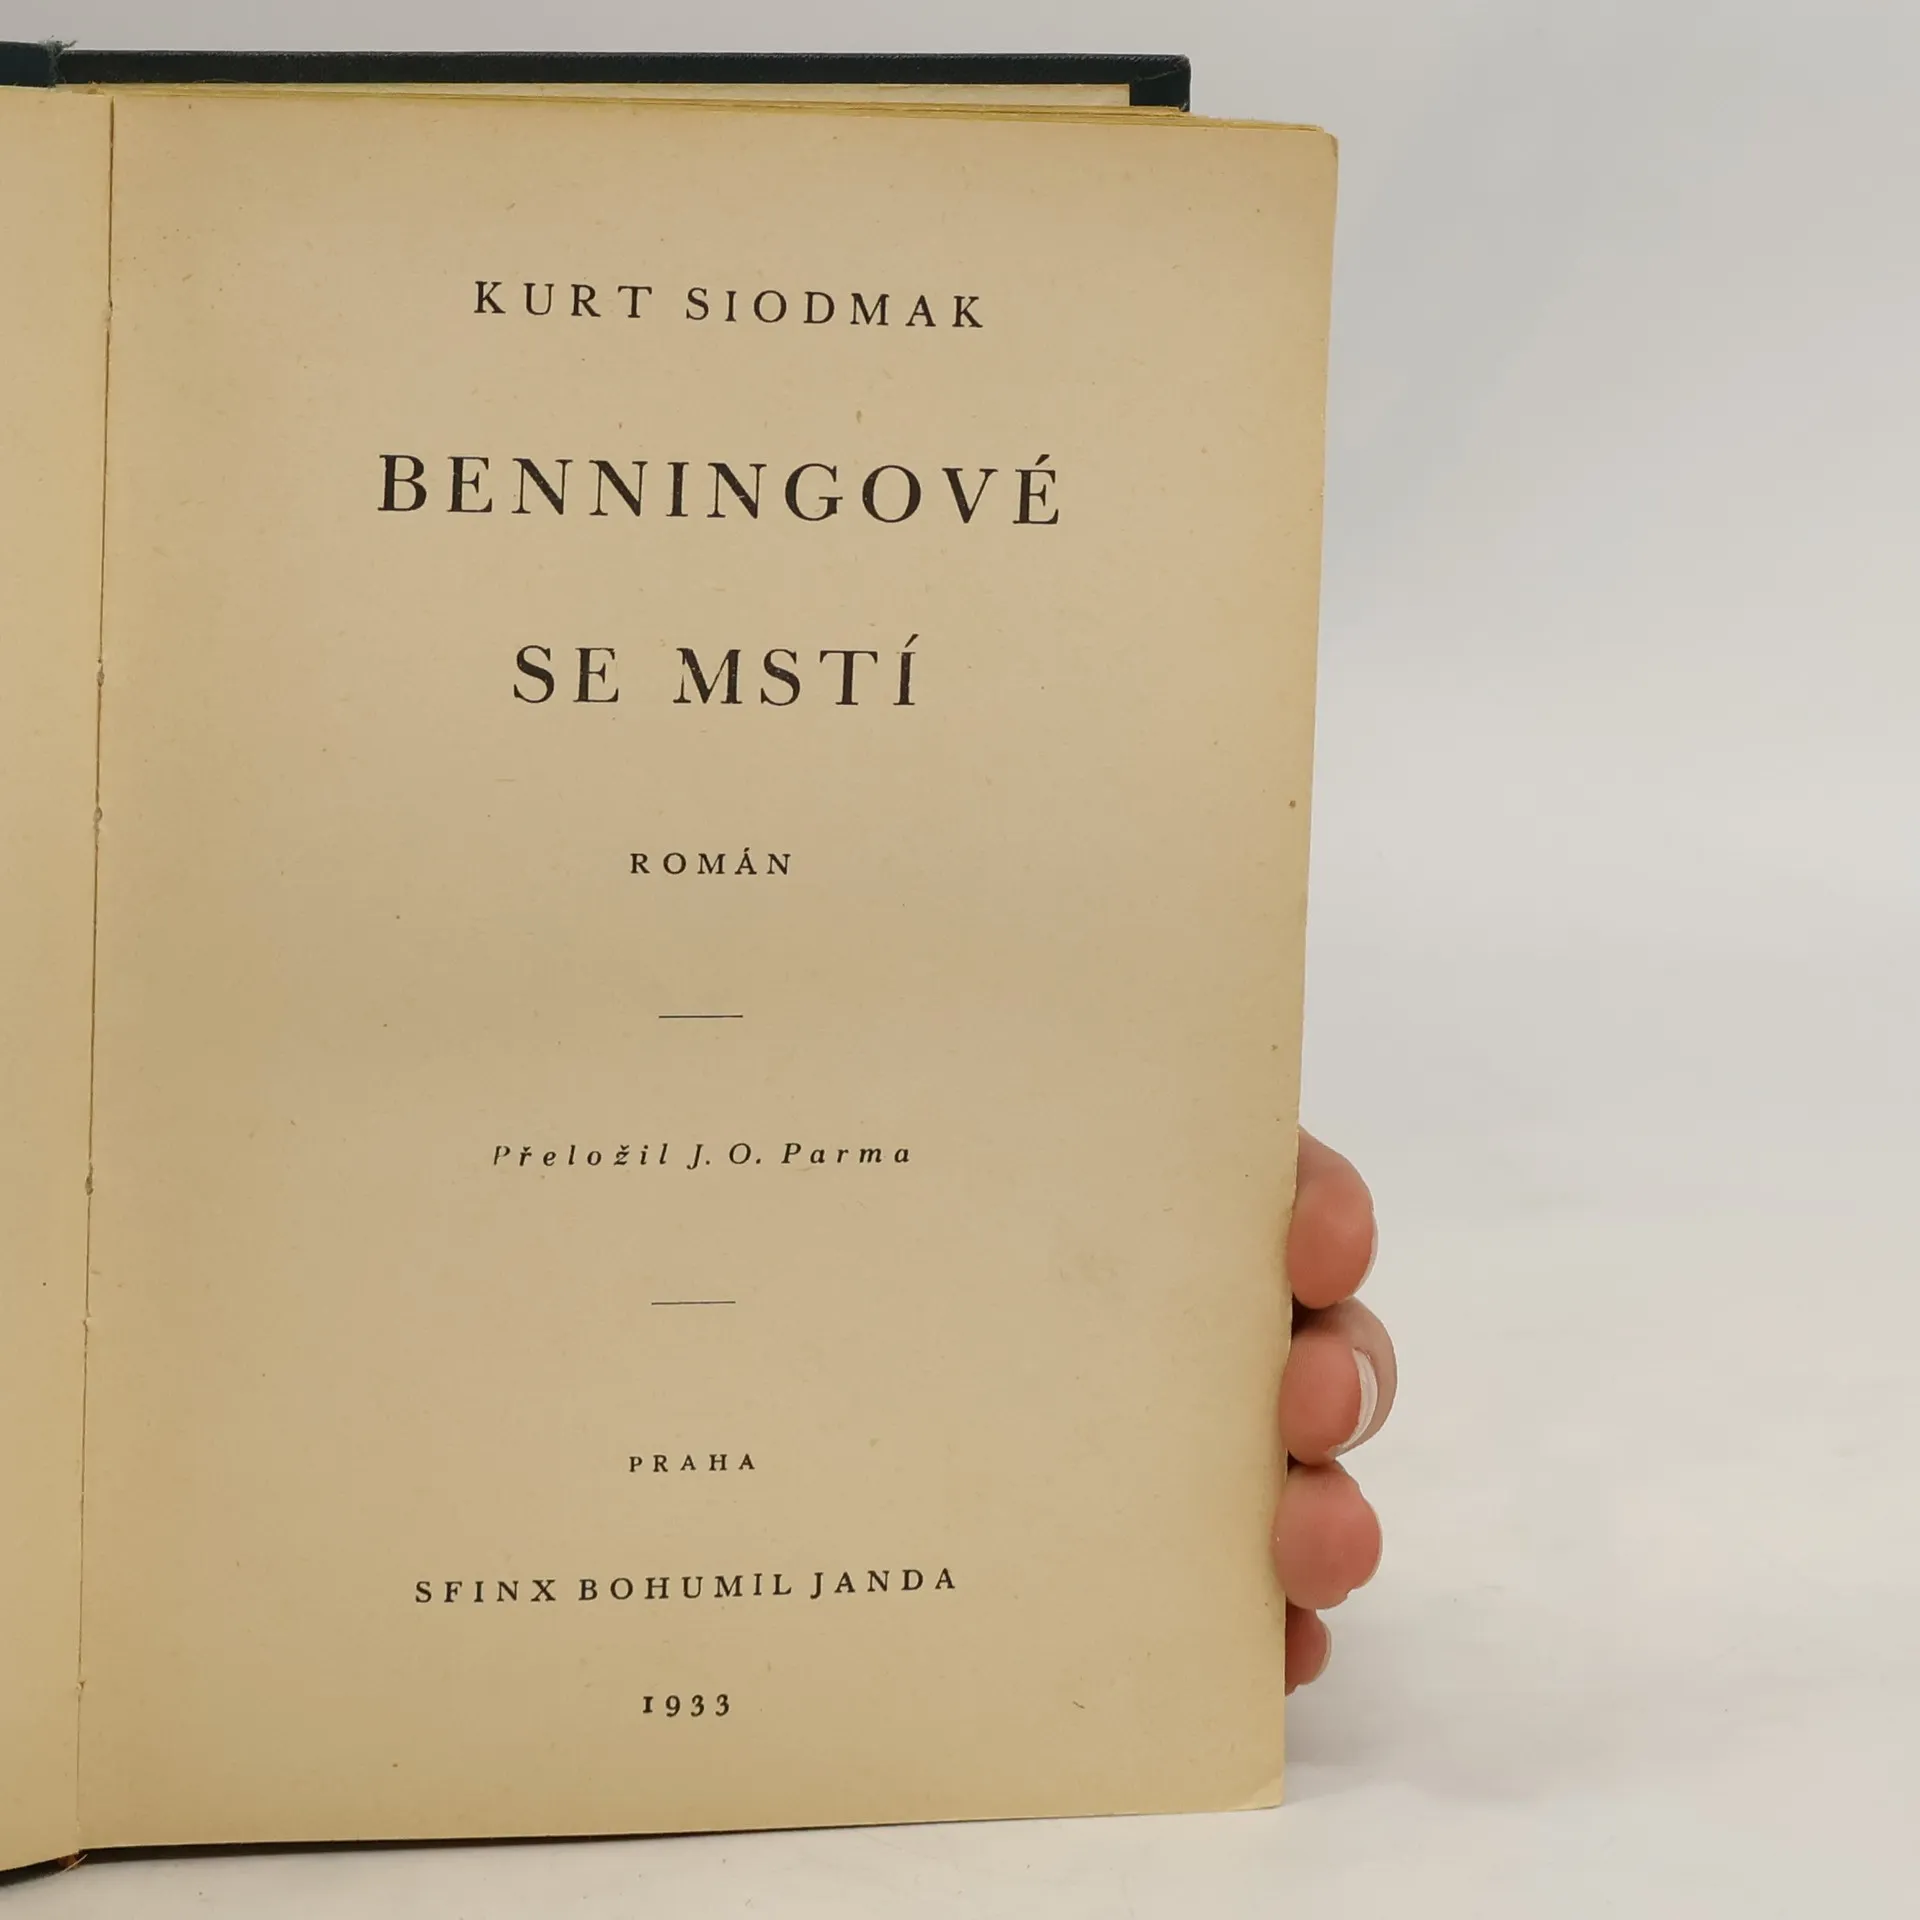 KURT SIODMAK
BENNINGOVÉ
SE MSTÍ
ROMÁN
Přeložil J. O. Parma
PRAHA
SFINX BOHUMIL JANDA
1933